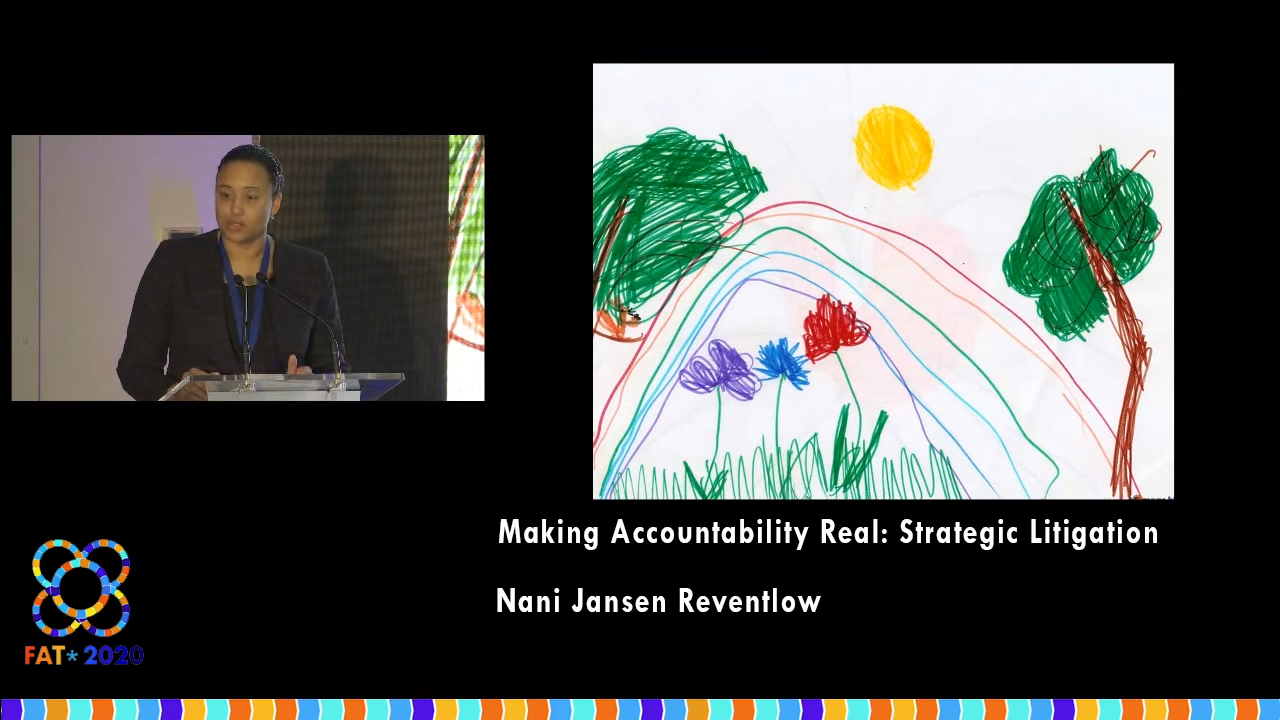 Making Accountability Real: Strategic Litigation
Nani Jansen Reventlow
FAT* 2020